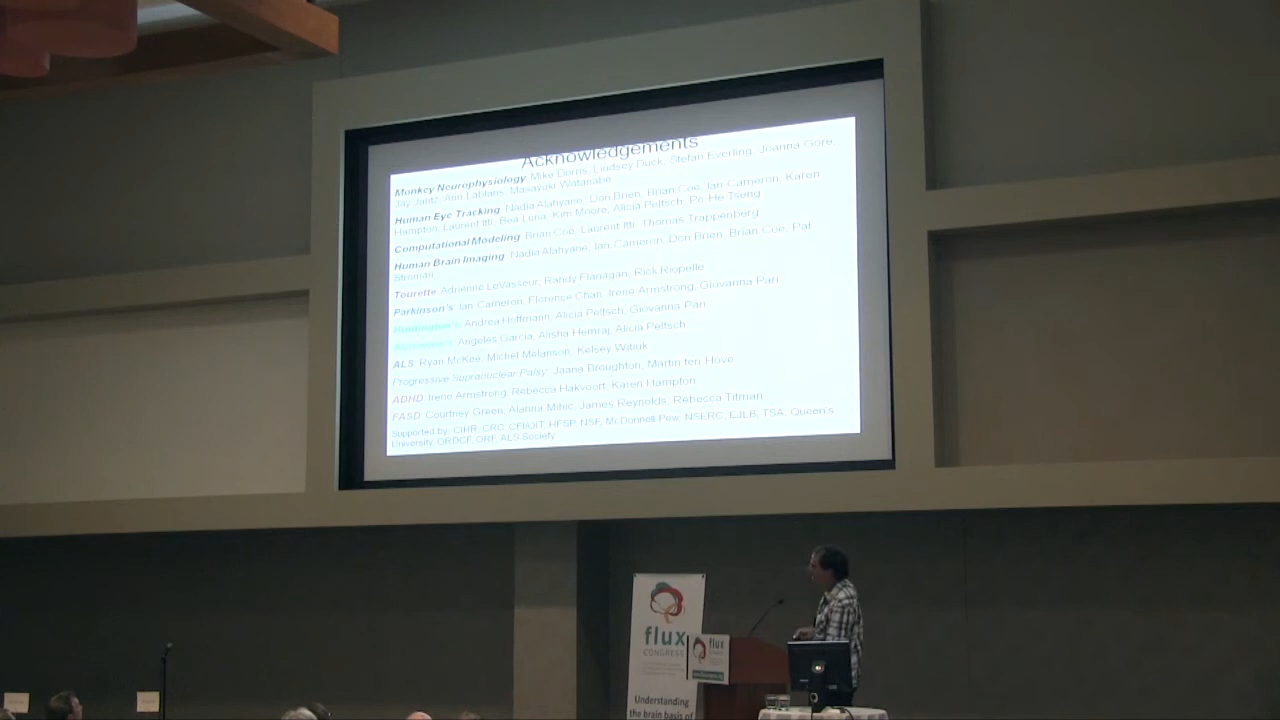 Acknowledgements
Monkey Neurophysiology: Mike Dorris, Lindsey Duck, Stefan Everling, Joanna Gore,
Jay Jantz, Ann Lablans, Masayuki Watanabe
Human Eye Tracking: Nadia Alahyane, Don Brien, Brian Coe, Ian Cameron, Karen
Hampton, Laurent Itti, Bea Luna, Kim Moore, Alicia Peltsch, Po-He Tseng
Computational Modeling: Brian Coe, Laurent Itti, Thomas Trappenberg
Human Brain Imaging: Nadia Alahyane, Ian Cameron, Don Brien, Brian Coe, Pat
Stroman
Tourette: Adrienne LeVasseur, Randy Flanagan, Rick Riopelle
Parkinson's: Ian Cameron, Florence Chan, Irene Armstrong, Giovanna Pari
Huntington's: Andrea Hoffmann, Alicia Peltsch, Giovanna Pari
Angeles Garcia, Alisha Hemraj, Alicia Peltsch
ALS: Ryan McKee, Michel Melanson, Kelsey Witiuk
Progressive Supranuclear Palsy: Jaana Broughton, Martin ten Hove
ADHD: Irene Armstrong, Rebecca Hakvoort, Karen Hampton
FASD: Courtney Green, Alanna Mihic, James Reynolds, Rebecca Titman
Supported by: CIHR, CRC, CFI/OIT, HFSP, NSF, McDonnell-Pew, NSERC, EJLB, TSA, Queen's
University, ORDCF, ORF, ALS Society
flux
CONGRESS
Understanding
the brain basis of
flux